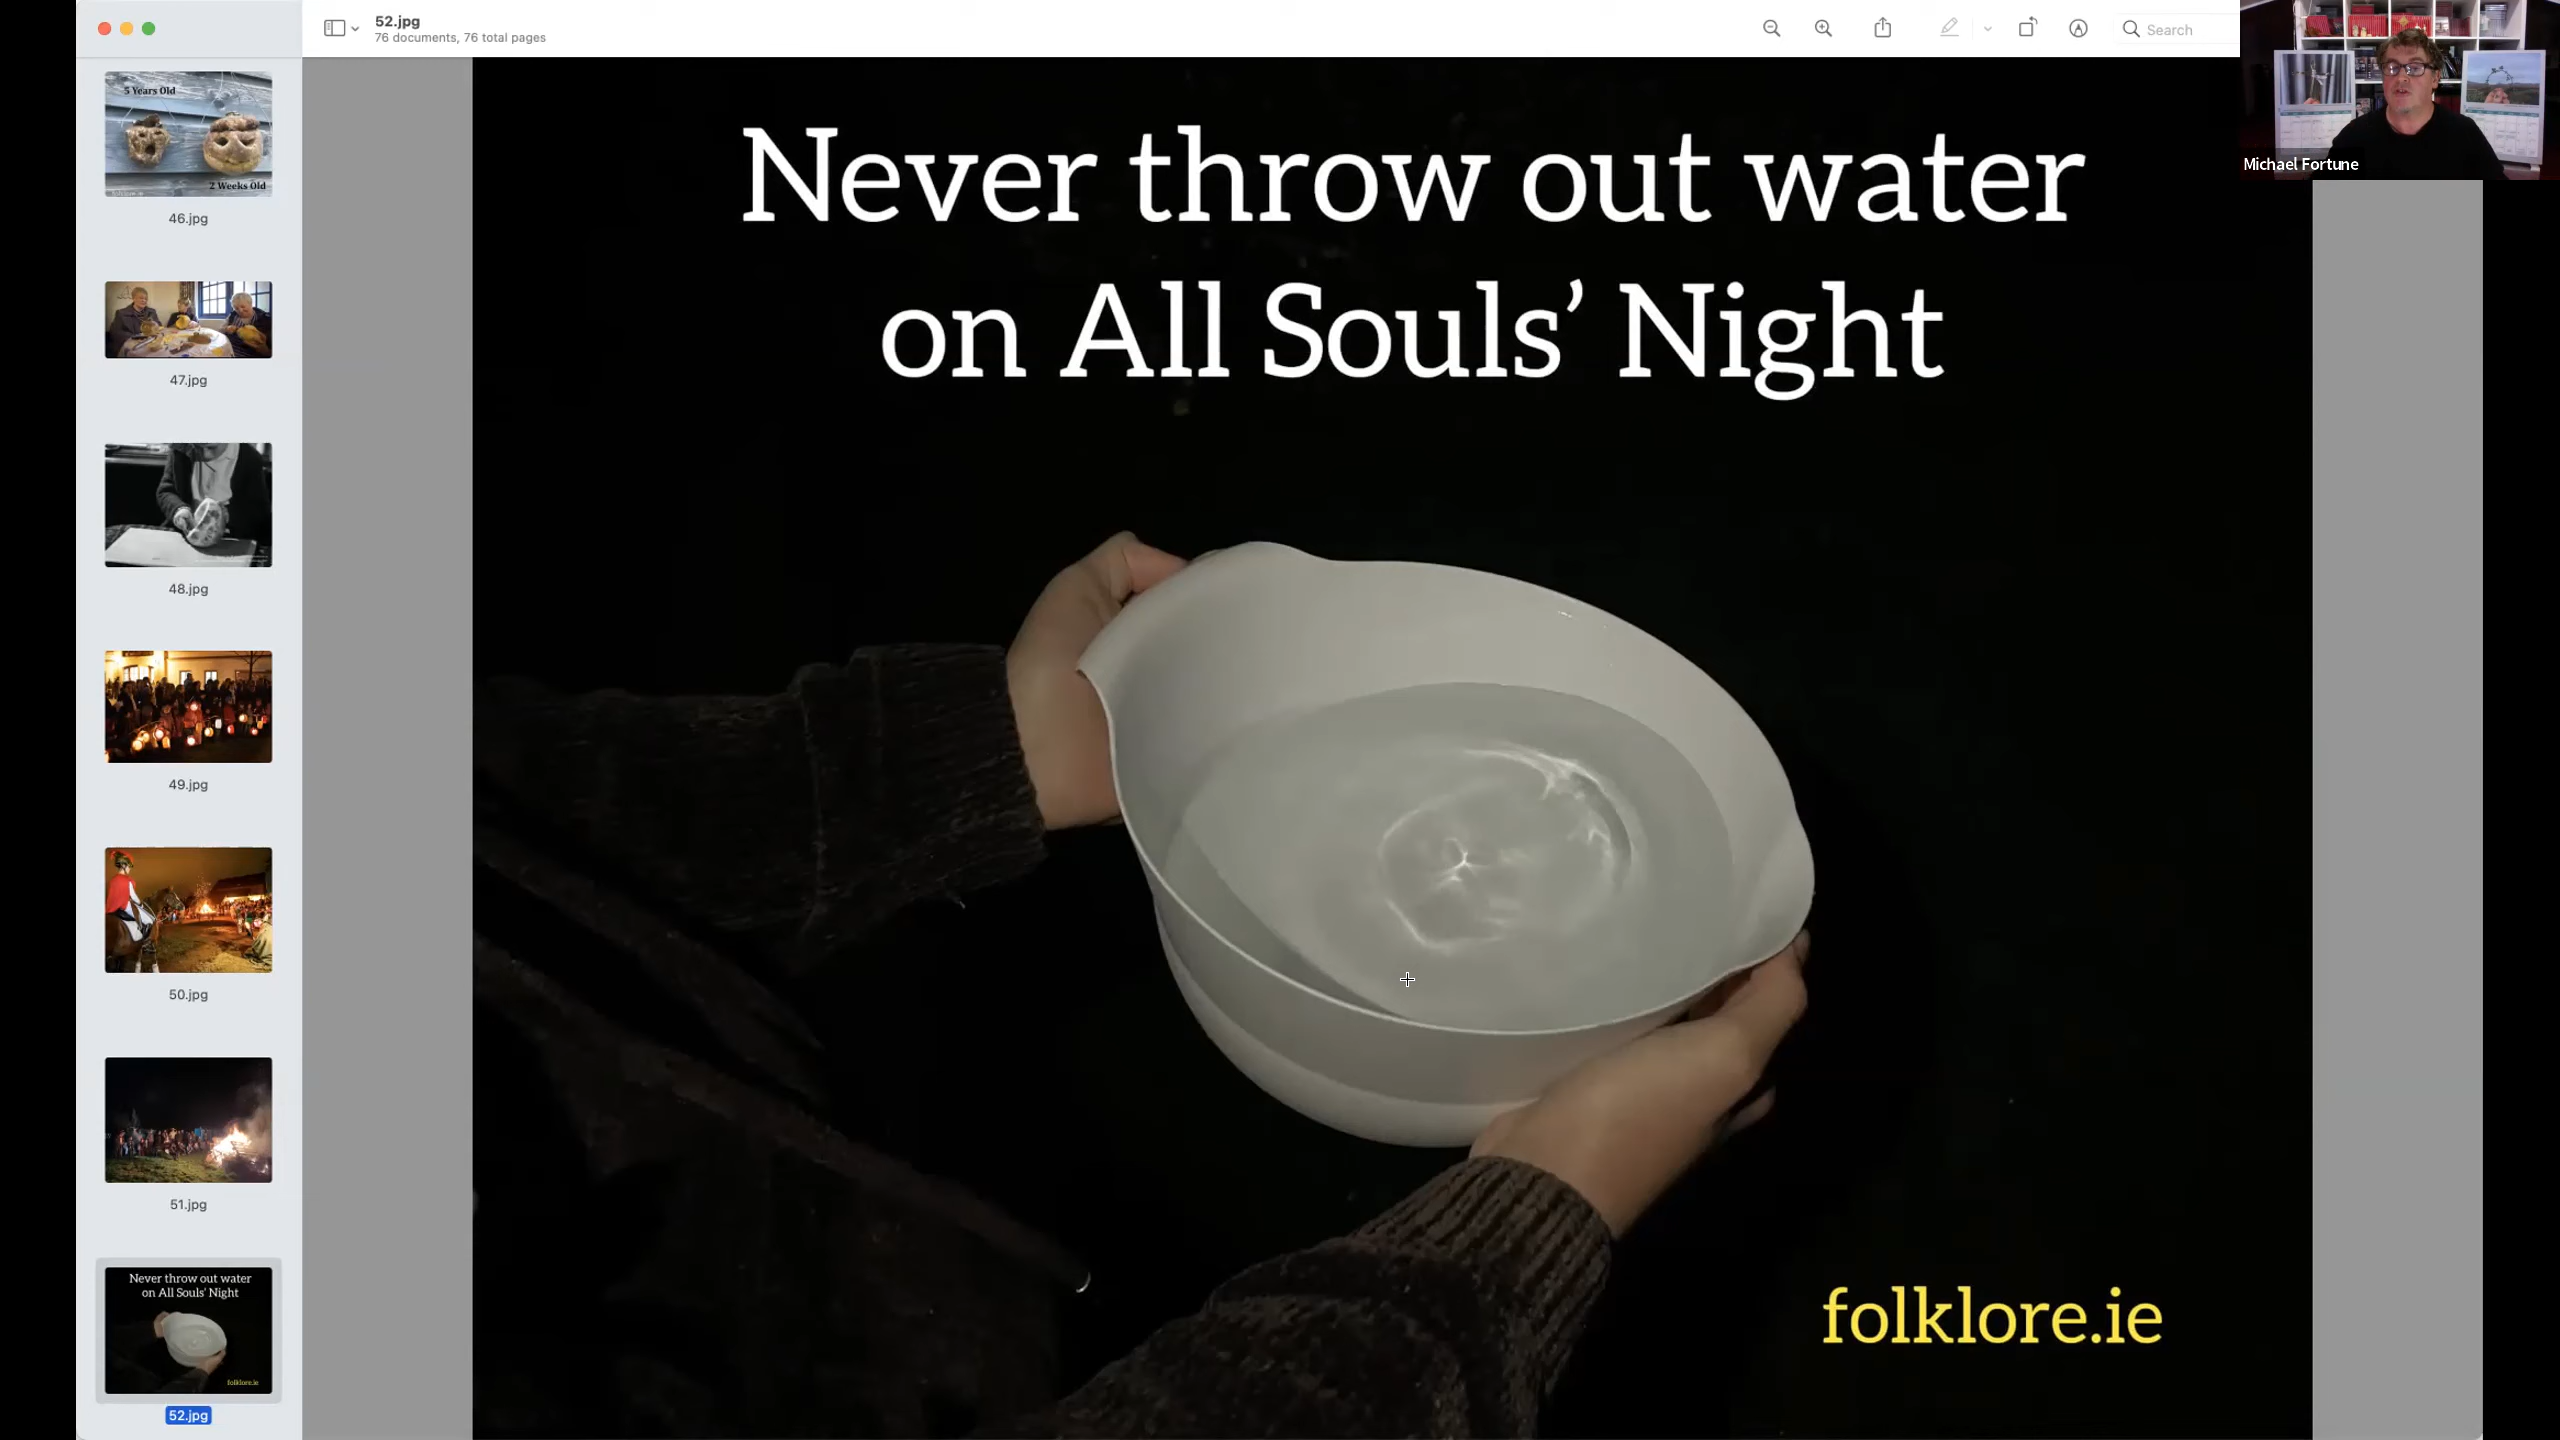 52.jpg
76 documents, 76 total pages
Search
Michael Fortune
5 Years Old
2 Weeks Old
46.jpg
47.jpg
48.jpg
49.jpg
50.jpg
51.jpg
Never throw out water
on All Souls' Night
folklore.ie
52.jpg
Never throw out water
on All Souls’ Night
folklore.ie